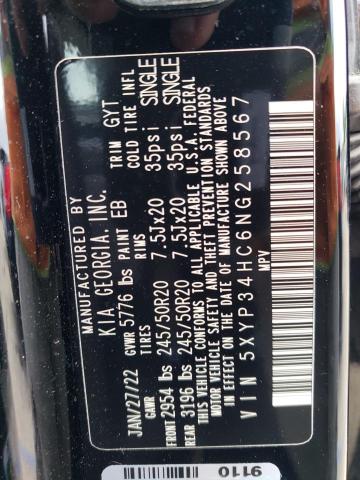 MANUFACTURED BY
KIA GEORGIA, INC.
JAN/27/22 GVWR 5776 lbs PAINT EB TRIM GYT
GAWR TIRES RIMS COLD TIRE INFL
FRONT 2954 lbs 245/50R20 7.5Jx20 35psi SINGLE
REAR 3196 lbs 245/50R20 7.5Jx20 35psi SINGLE
THIS VEHICLE CONFORMS TO ALL APPLICABLE U.S.A. FEDERAL
MOTOR VEHICLE SAFETY AND THEFT PREVENTION STANDARDS
IN EFFECT ON THE DATE OF MANUFACTURE SHOWN ABOVE
VIN 5XYP34HC6NG258567
MPV
9110